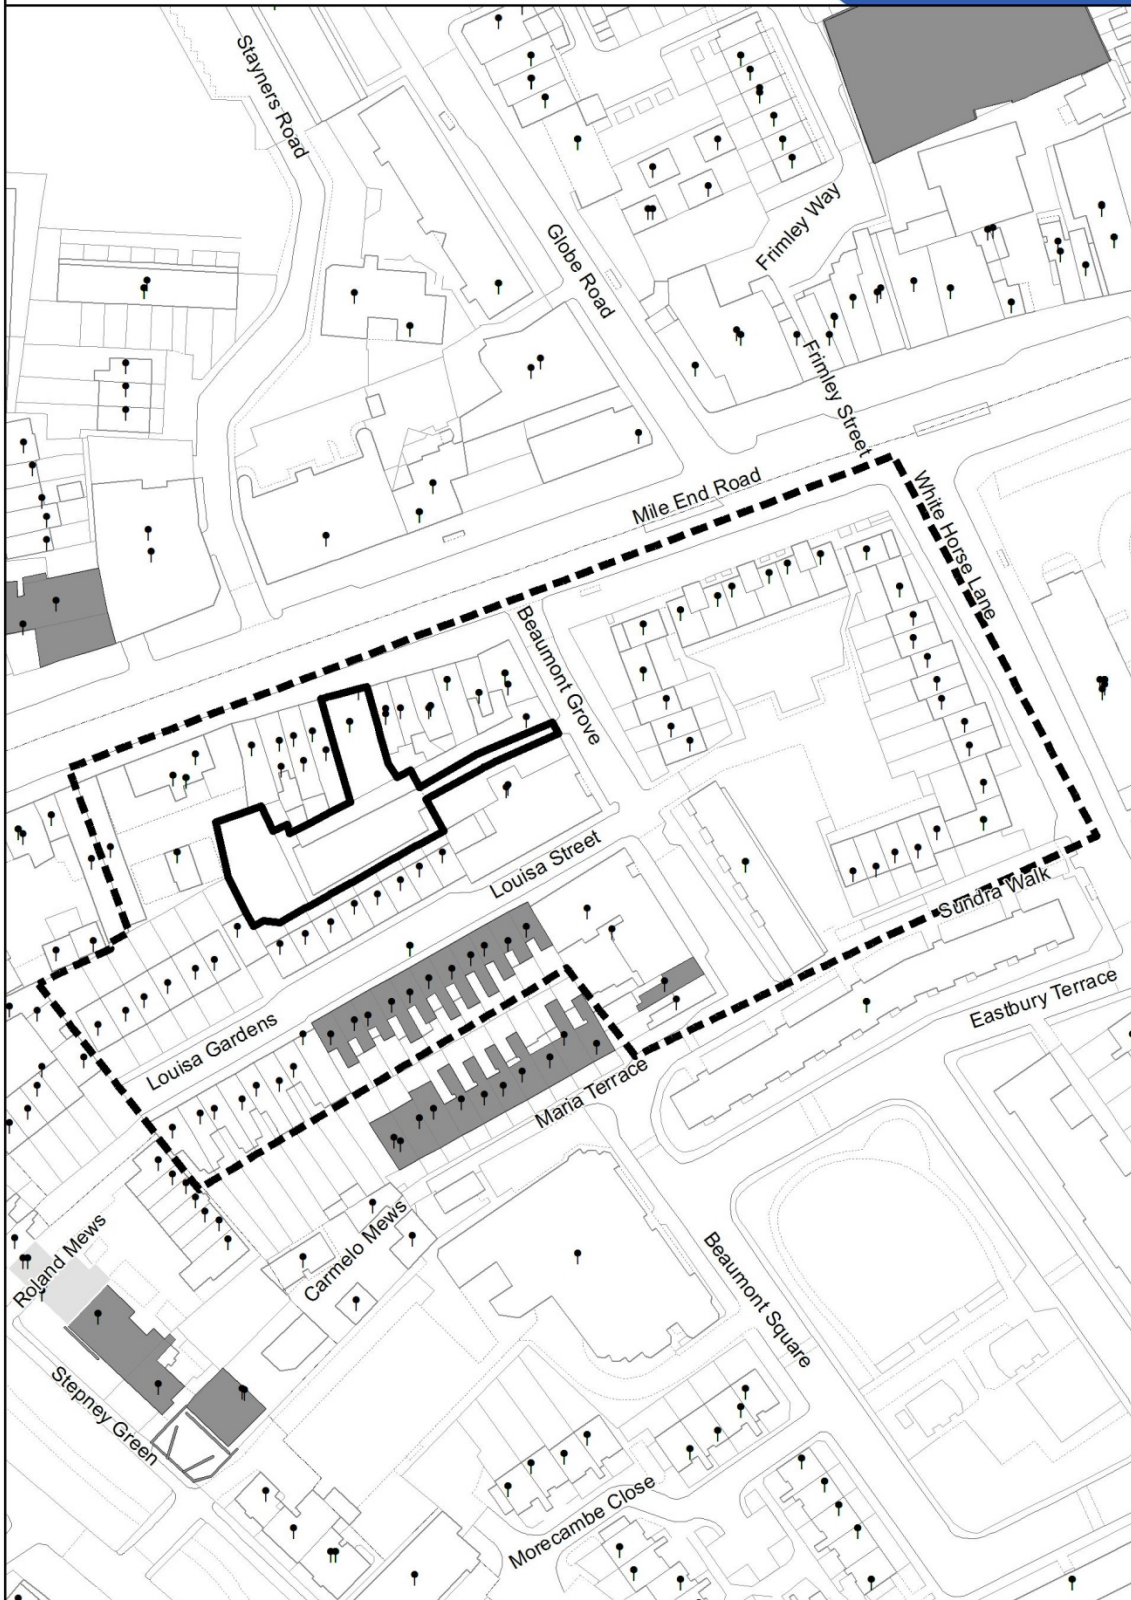 Stayners Road
Globe Road
Frimley Way
Frimley Street
Mile End Road
White Horse Lane
Beaumont Grove
Louisa Street
Sundra Walk
Eastbury Terrace
Louisa Gardens
Maria Terrace
Roland Mews
Carmelo Mews
Beaumont Square
Stepney Green
Morecambe Close